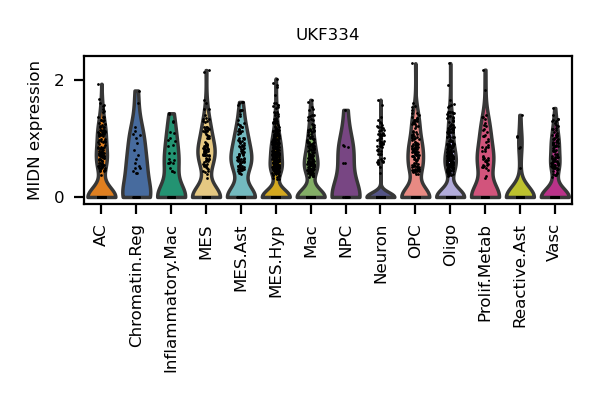 UKF334
MIDN expression
2
0
AC
Chromatin.Reg
Inflammatory.Mac
MES
MES.Ast
MES.Hyp
Mac
NPC
Neuron
OPC
Oligo
Prolif.Metab
Reactive.Ast
Vasc